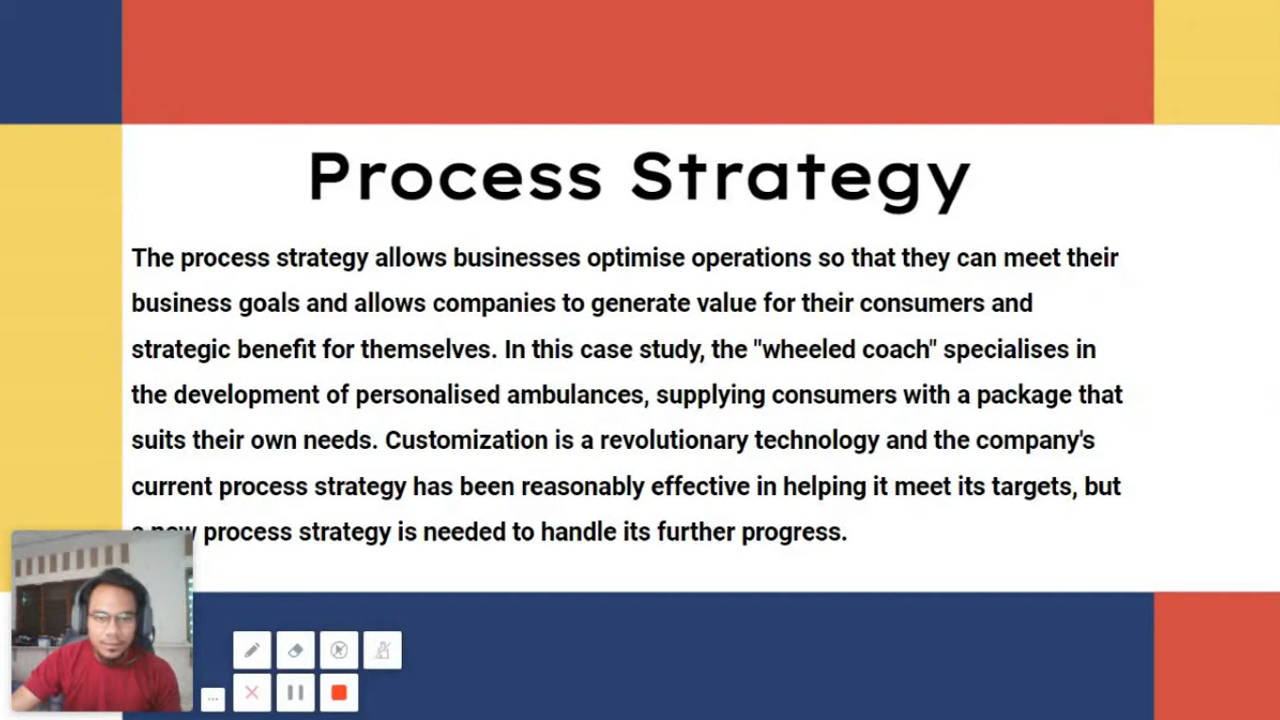 Process Strategy
The process strategy allows businesses optimise operations so that they can meet their
business goals and allows companies to generate value for their consumers and
strategic benefit for themselves. In this case study, the "wheeled coach" specialises in
the development of personalised ambulances, supplying consumers with a package that
suits their own needs. Customization is a revolutionary technology and the company's
current process strategy has been reasonably effective in helping it meet its targets, but
a new process strategy is needed to handle its further progress.